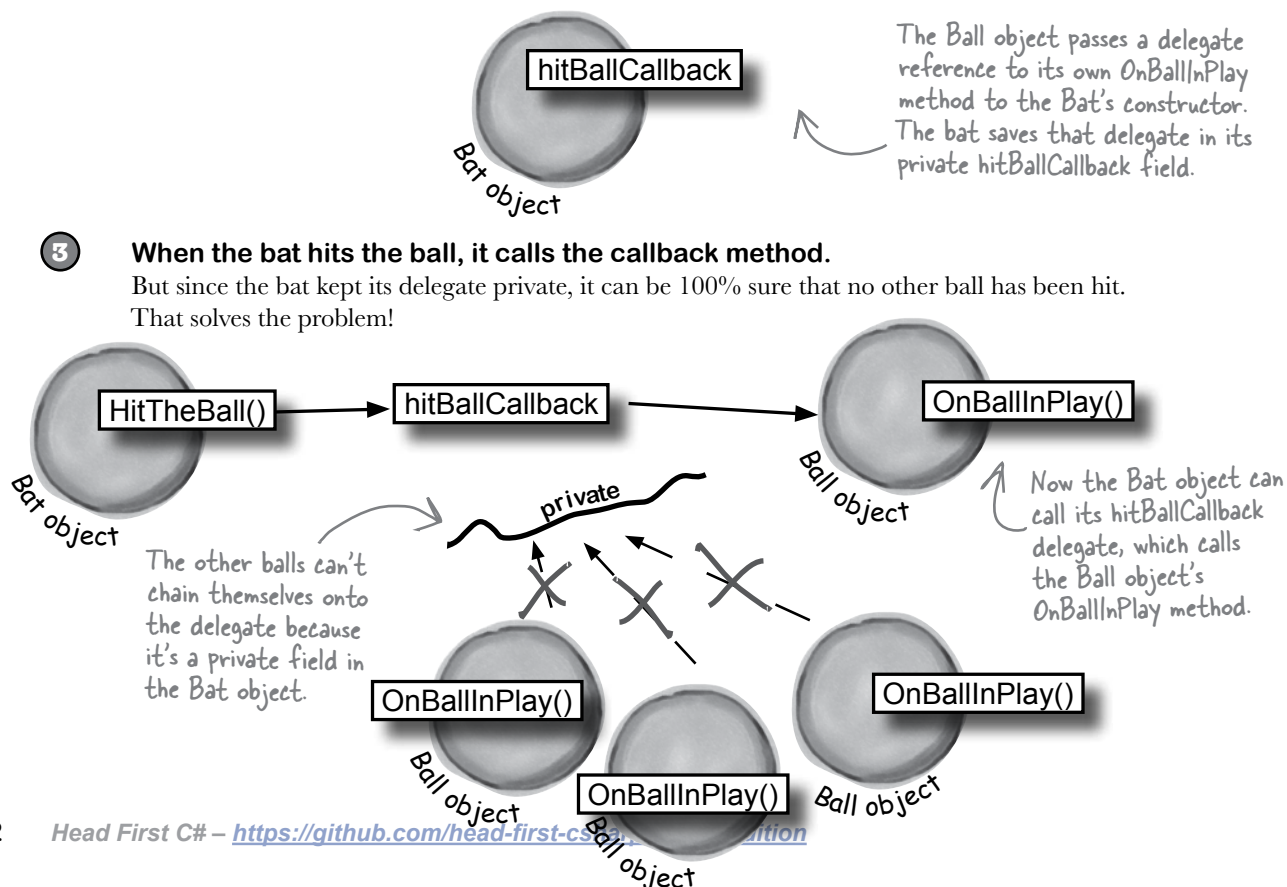 hitBallCallback
Bat object
The Ball object passes a delegate
reference to its own OnBallInPlay
method to the Bat's constructor.
The bat saves that delegate in its
private hitBallCallback field.
3 When the bat hits the ball, it calls the callback method.
But since the bat kept its delegate private, it can be 100% sure that no other ball has been hit.
That solves the problem!
HitTheBall()
Bat object
hitBallCallback
OnBallInPlay()
Ball object
private
The other balls can't
chain themselves onto
the delegate because
it's a private field in
the Bat object.
Now the Bat object can
call its hitBallCallback
delegate, which calls
the Ball object's
OnBallInPlay method.
OnBallInPlay()
Ball object
OnBallInPlay()
Ball object
OnBallInPlay()
Ball object
2 Head First C# – https://github.com/head-first-cs ition